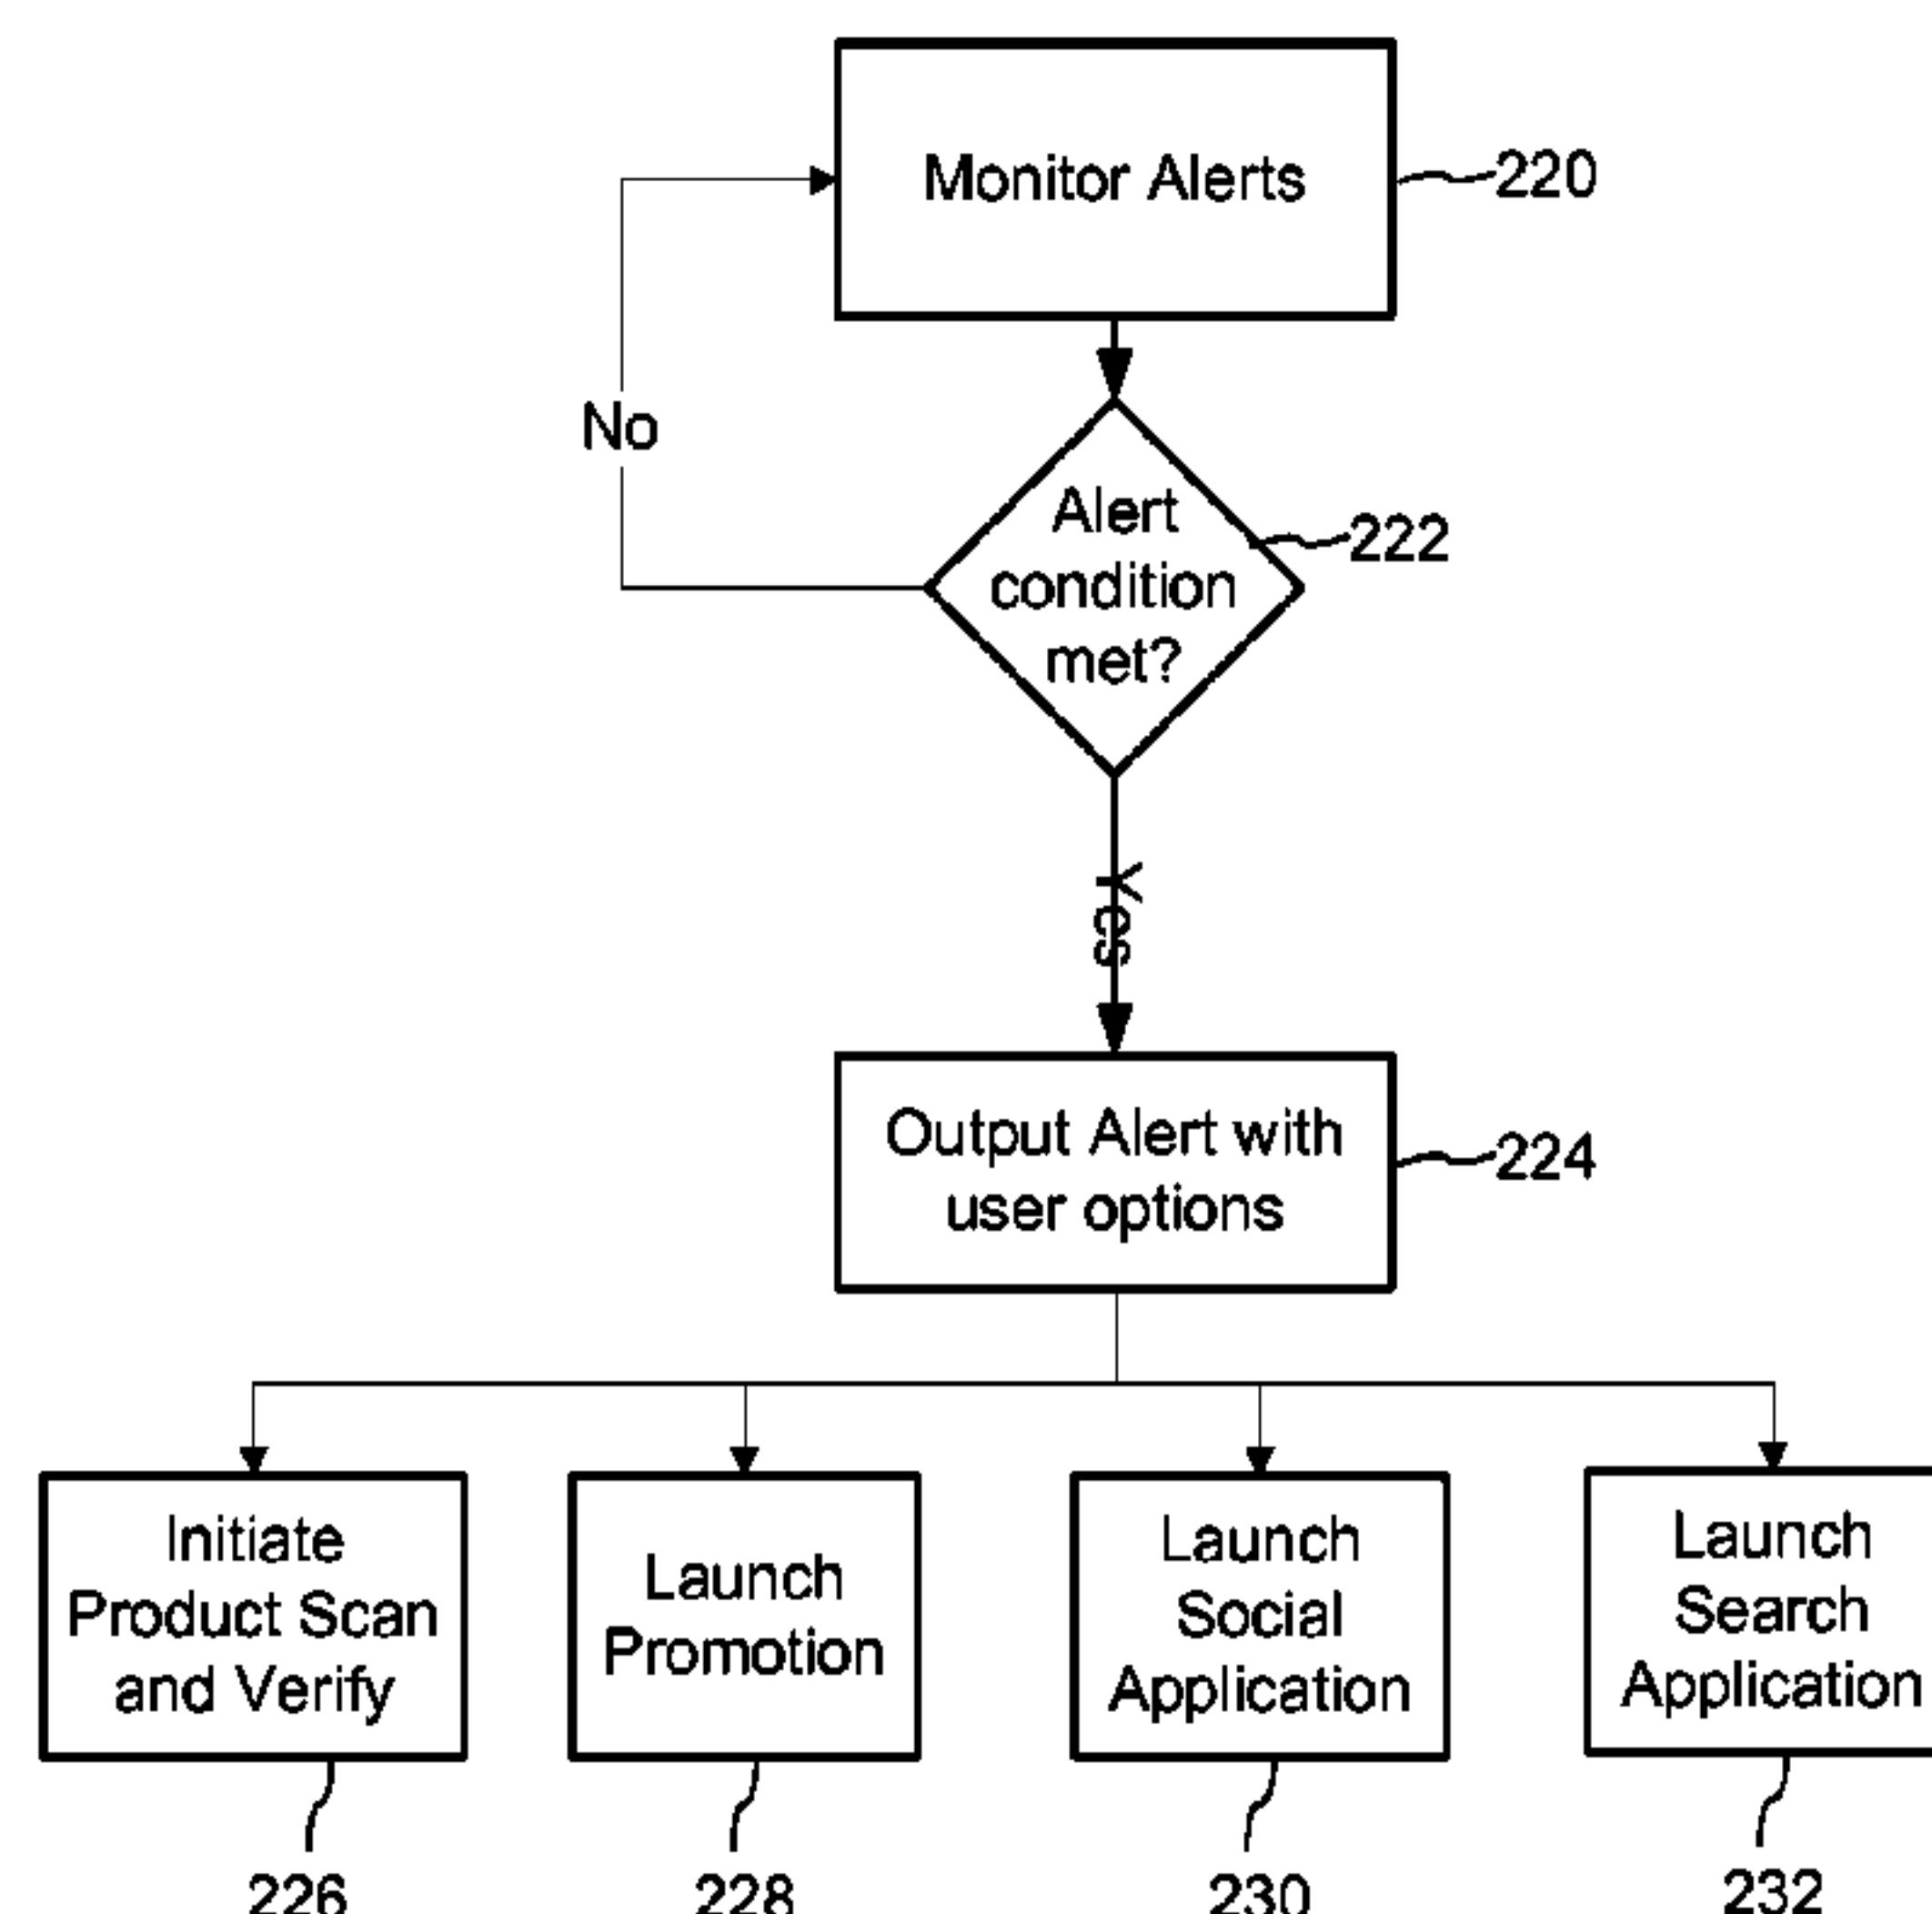 Monitor Alerts
220
No
Alert
condition
met?
222
Yes
Output Alert with
user options
224
Initiate
Product Scan
and Verify
Launch
Promotion
Launch
Social
Application
Launch
Search
Application
226
228
230
232